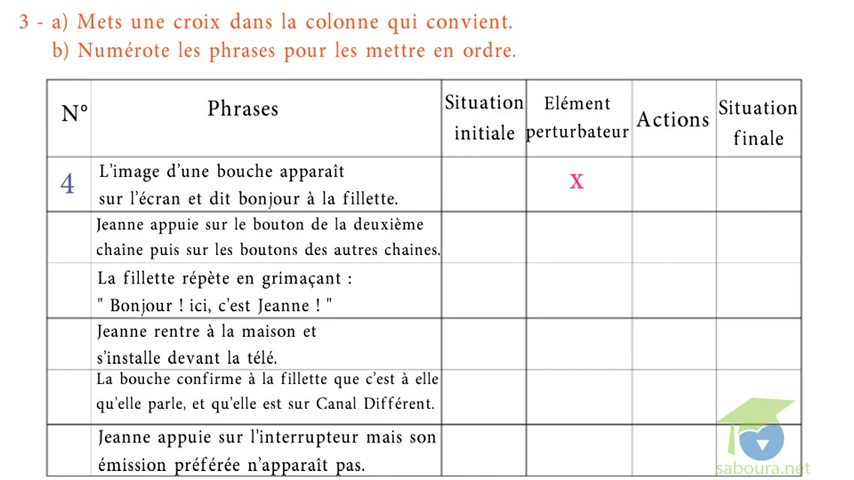 3 - a) Mets une croix dans la colonne qui convient.
b) Numérote les phrases pour les mettre en ordre.
N° Phrases Situation initiale Elément perturbateur Actions Situation finale
4 L'image d'une bouche apparaît X
sur l'écran et dit bonjour à la fillette.
Jeanne appuie sur le bouton de la deuxième
chaîne puis sur les boutons des autres chaines.
La fillette répète en grimaçant :
" Bonjour ! ici, c'est Jeanne ! "
Jeanne rentre à la maison et
s'installe devant la télé.
La bouche confirme à la fillette que c'est à elle
qu'elle parle, et qu'elle est sur Canal Différent.
Jeanne appuie sur l'interrupteur mais son
émission préférée n'apparaît pas.
saboura.net